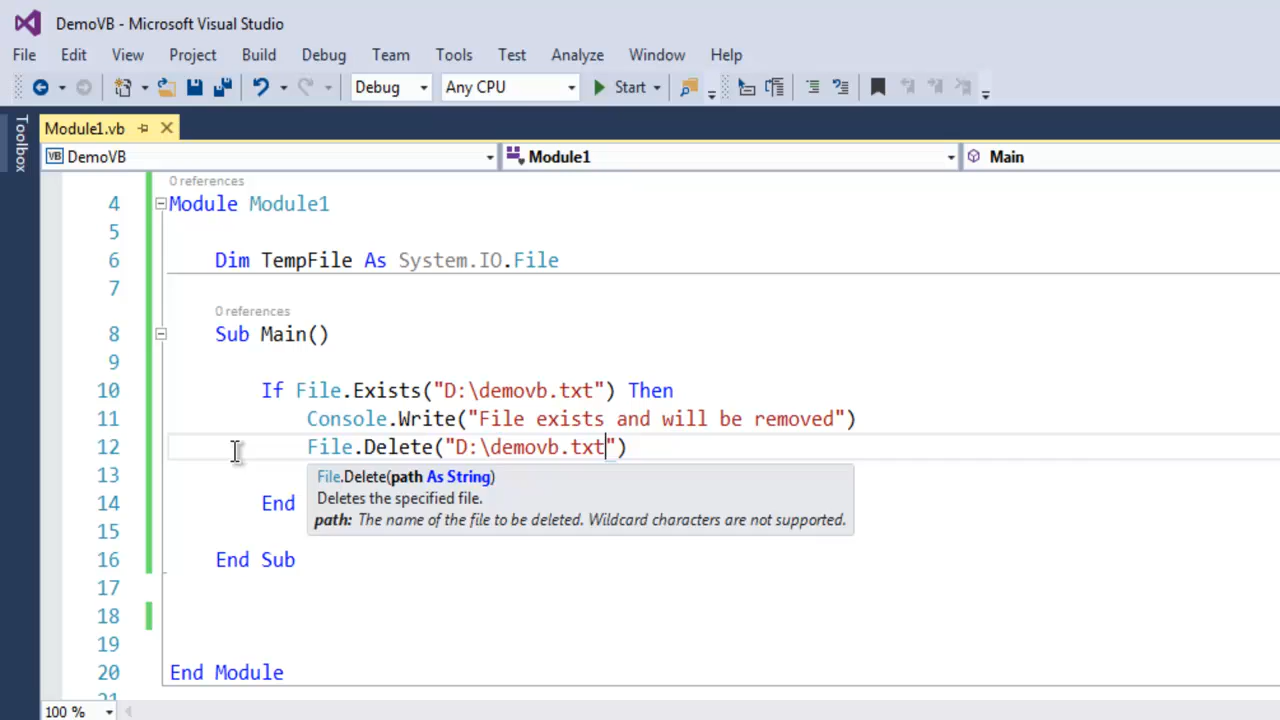 DemoVB - Microsoft Visual Studio
File Edit View Project Build Debug Team Tools Test Analyze Window Help
Debug Any CPU Start
Toolbox
Module1.vb
VB DemoVB Module1 Main
0 references
4 Module Module1
5
6 Dim TempFile As System.IO.File
7
0 references
8 Sub Main()
9
10 If File.Exists("D:\demovb.txt") Then
11 Console.Write("File exists and will be removed")
12 File.Delete("D:\demovb.txt")
File.Delete(path As String)
13
Deletes the specified file.
14 End
path: The name of the file to be deleted. Wildcard characters are not supported.
15
16 End Sub
17
18
19
20 End Module
21
100 %